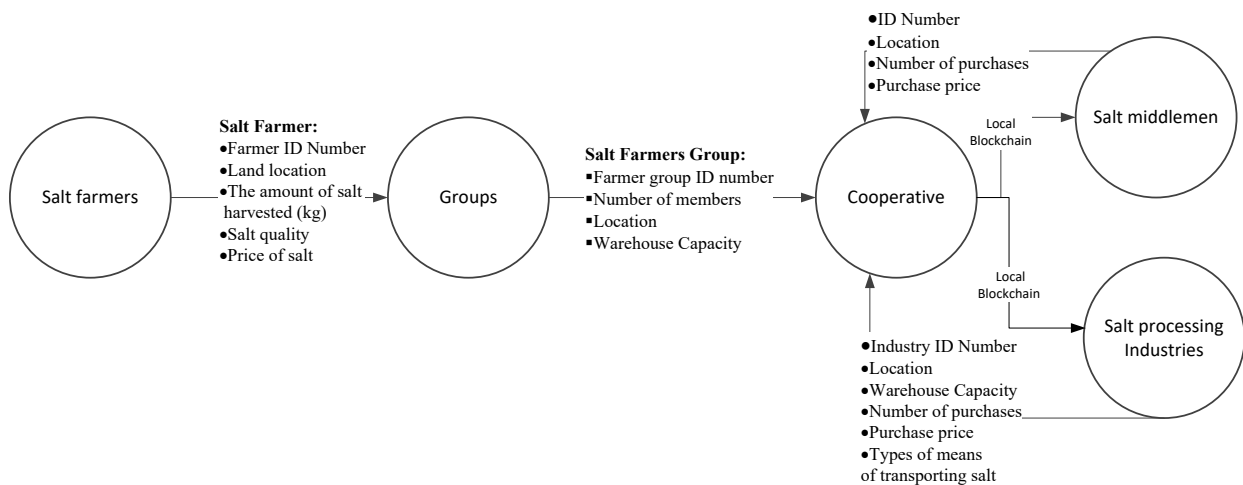 Salt farmers
Salt Farmer:
•Farmer ID Number
•Land location
•The amount of salt
harvested (kg)
•Salt quality
•Price of salt
Groups
Salt Farmers Group:
▪Farmer group ID number
▪Number of members
▪Location
▪Warehouse Capacity
Cooperative
•ID Number
•Location
•Number of purchases
•Purchase price
Local
Blockchain
Salt middlemen
Local
Blockchain
Salt processing
Industries
•Industry ID Number
•Location
•Warehouse Capacity
•Number of purchases
•Purchase price
•Types of means
of transporting salt